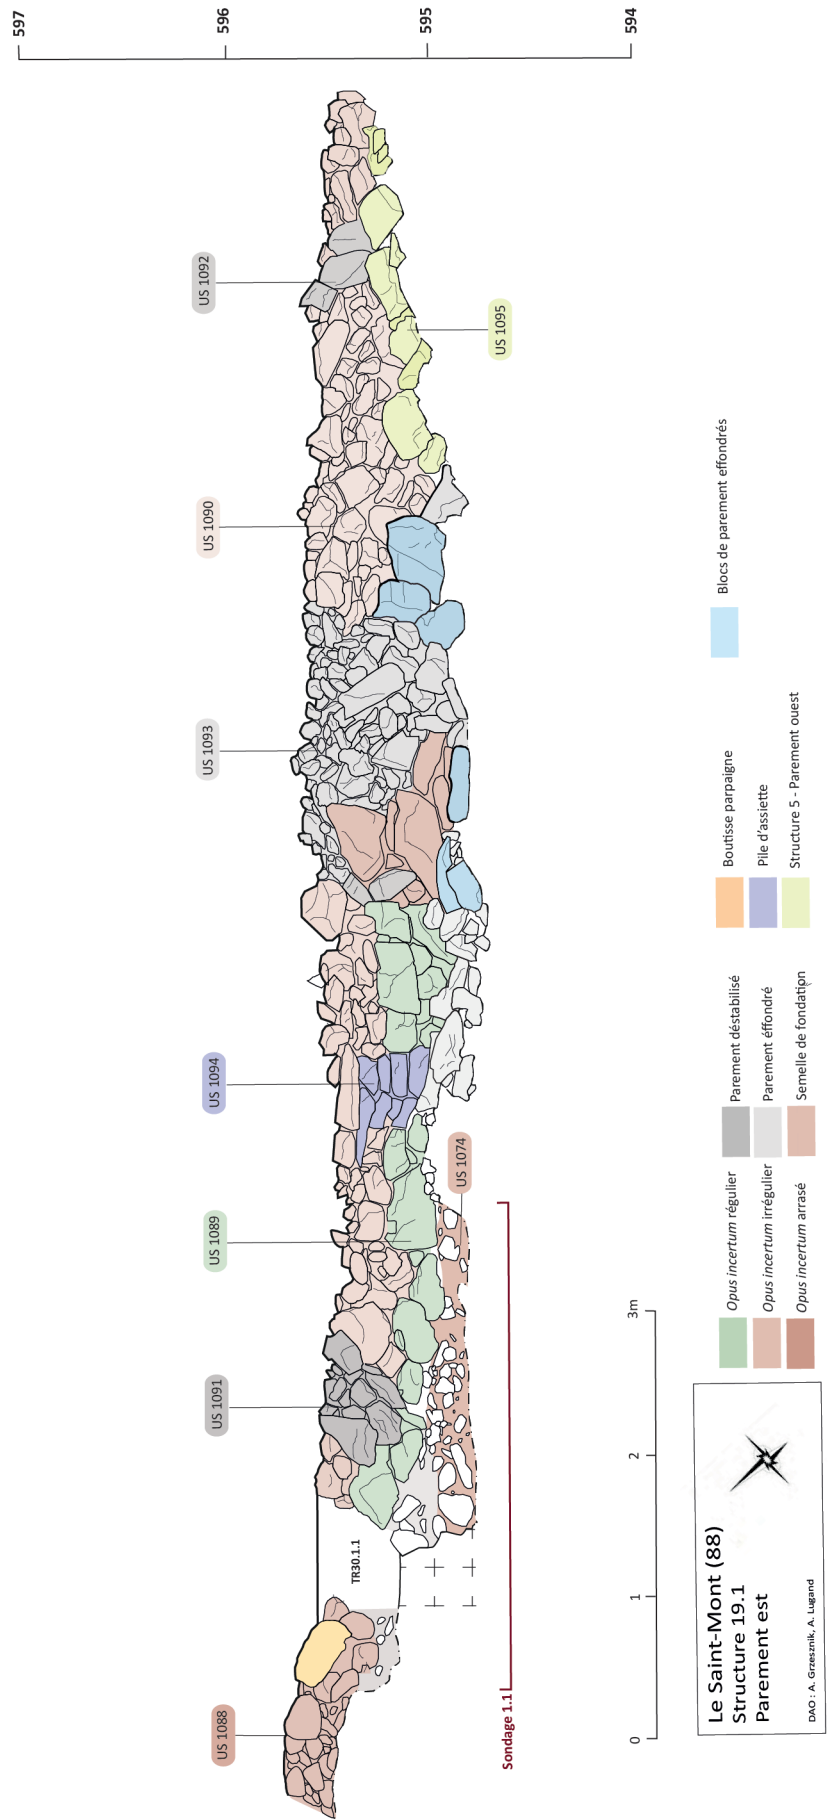 597
596
595
594
US 1088
US 1091
US 1089
US 1094
US 1093
US 1090
US 1092
TR30.1.1
US 1074
US 1095
Sondage 1.1
0
1
2
3m
Le Saint-Mont (88)
Structure 19.1
Parement est
DAO : A. Grzesznik, A. Lugand
Opus incertum régulier
Opus incertum irrégulier
Opus incertum arrasé
Parement déstabilisé
Parement éffondré
Semelle de fondation
Boutisse parpaigne
Pile d'assiette
Structure 5 - Parement ouest
Blocs de parement effondrés